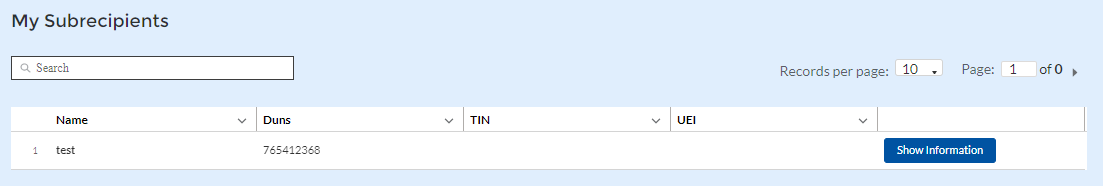 My Subrecipients
Search
Records per page: 10 Page: 1 of 0
Name Duns TIN UEI
1 test 765412368 Show Information